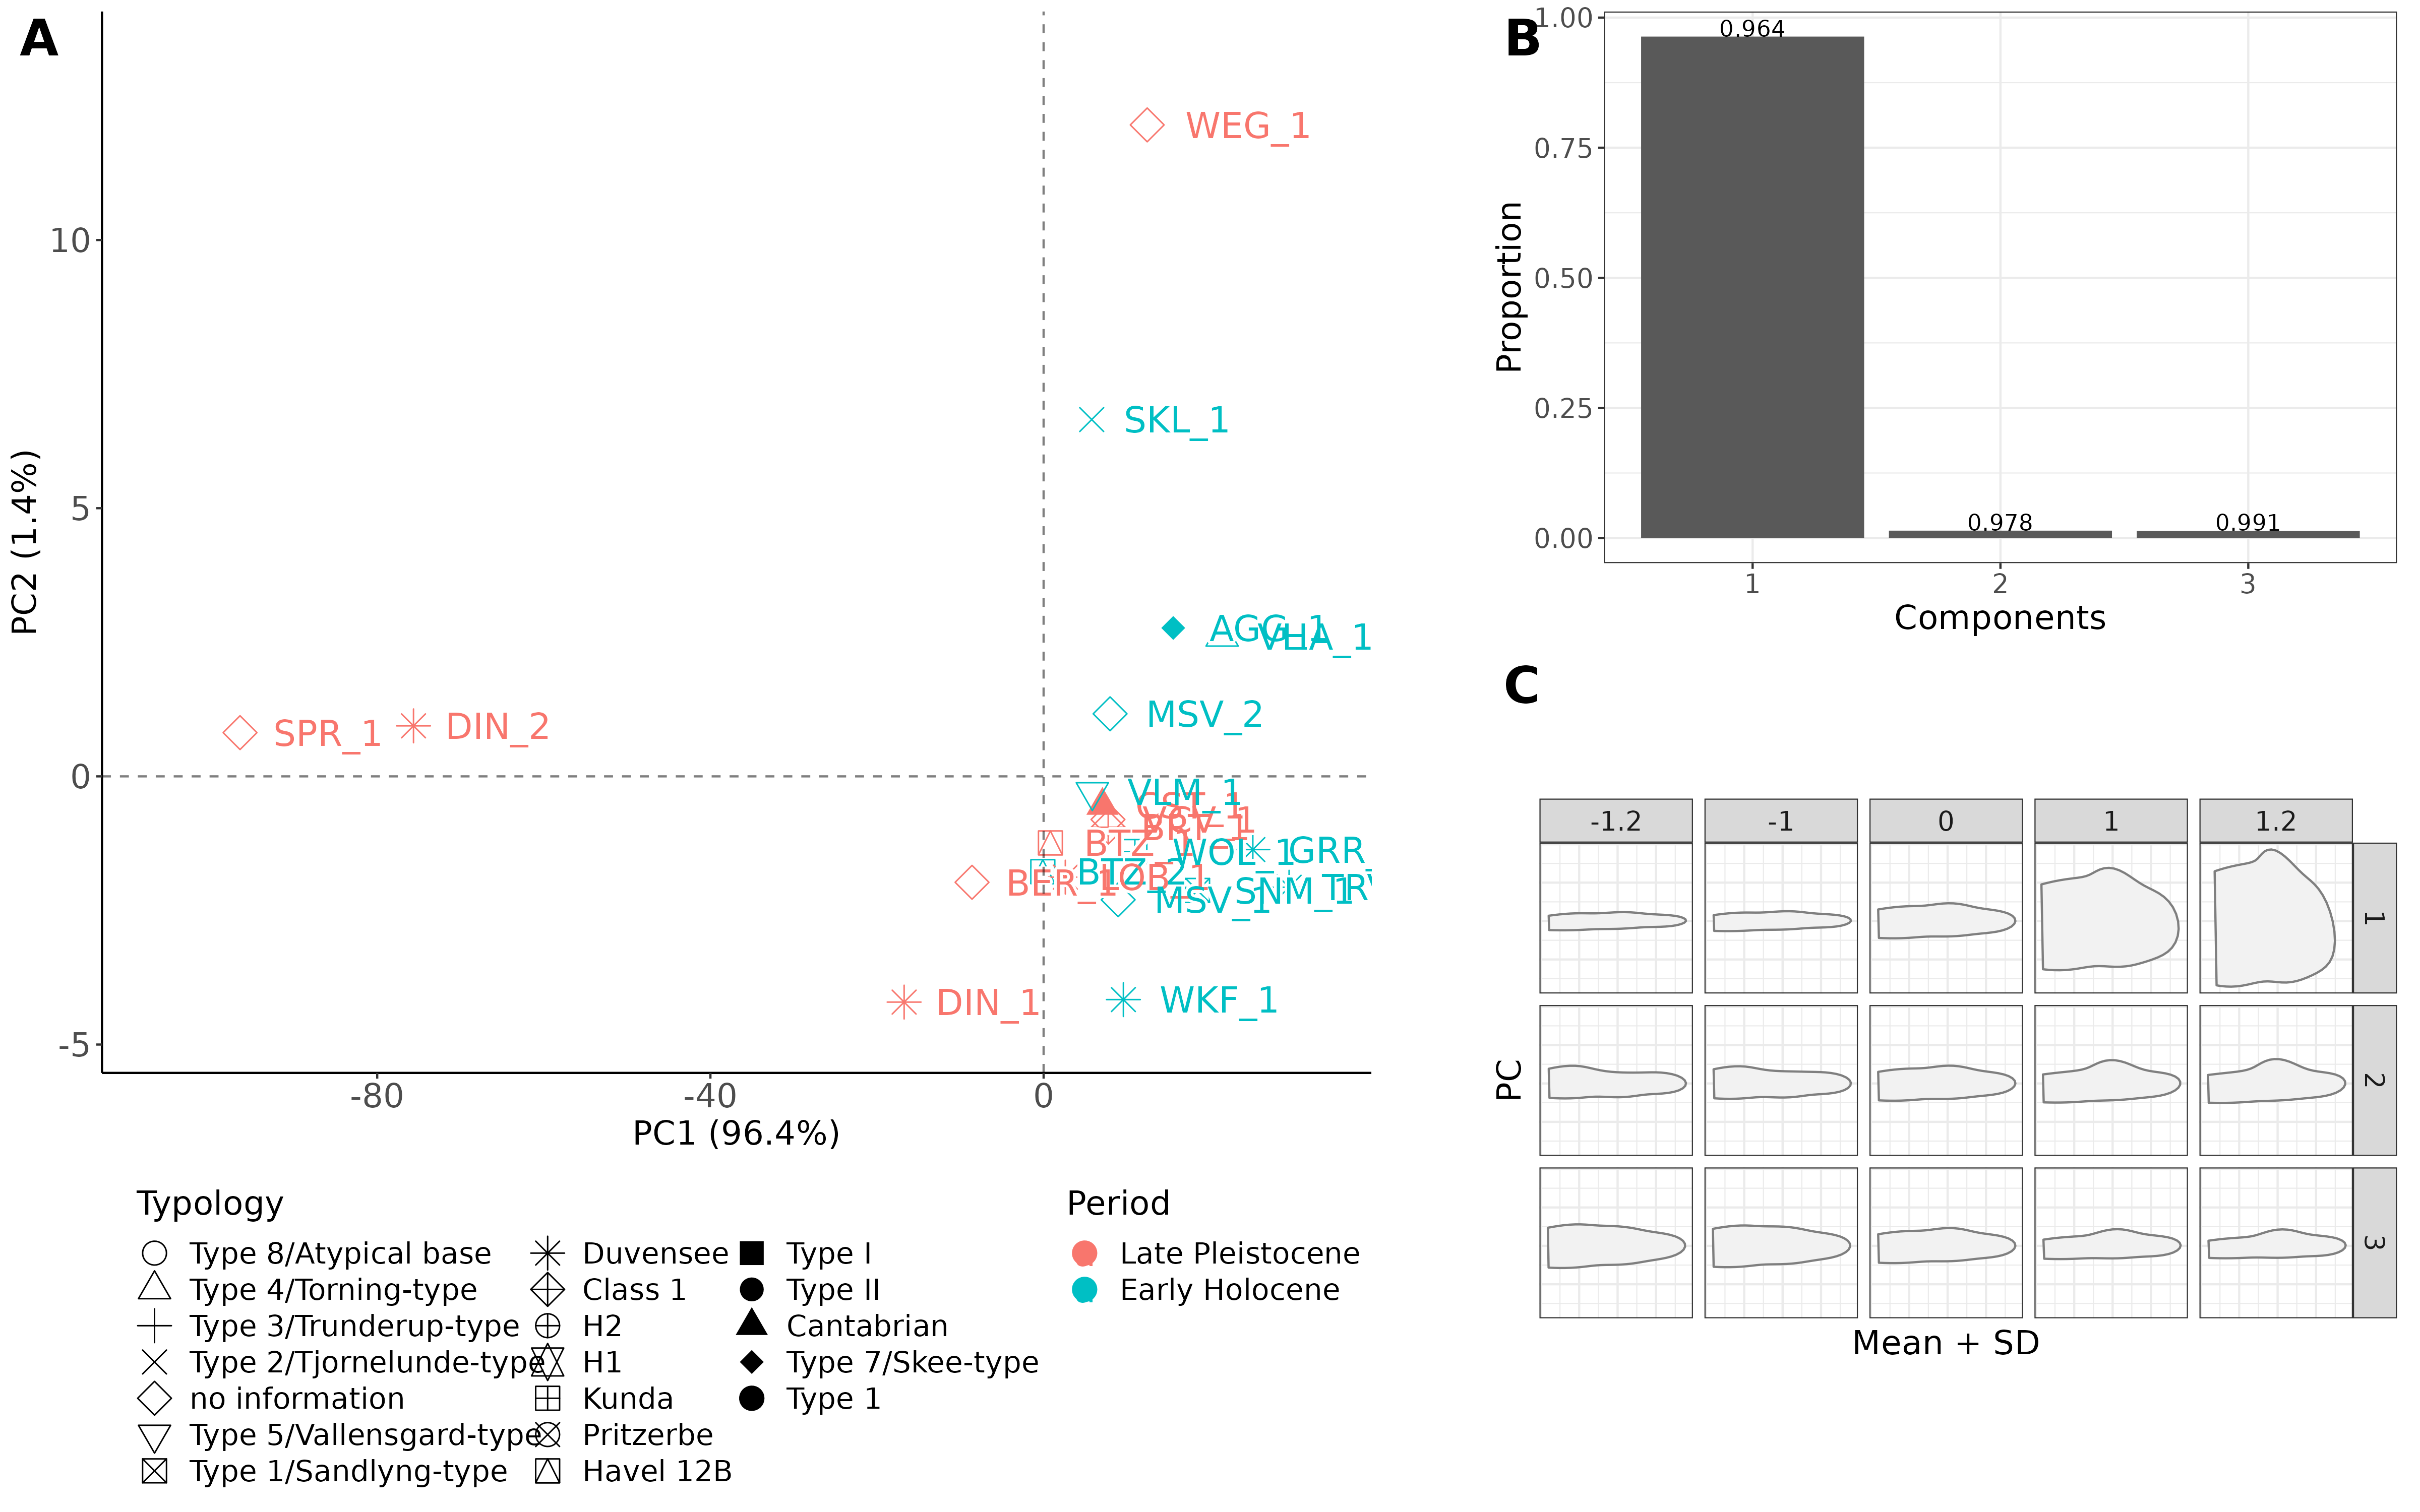 A
PC2 (1.4%)
10
5
0
-5
WEG_1
SKL_1
AGG_1
VHA_1
MSV_2
SPR_1
DIN_2
VLM_1
BTZ_1
WOL_1
GRR
BTZ_2
LOB_1
BER_1
SNM_1
MSV_1
DIN_1
WKF_1
-80
-40
0
PC1 (96.4%)
Typology
Type 8/Atypical base
Type 4/Torning-type
Type 3/Trunderup-type
Type 2/Tjornelunde-type
no information
Type 5/Vallensgard-type
Type 1/Sandlyng-type
Duvensee
Class 1
H2
H1
Kunda
Pritzerbe
Havel 12B
Type I
Type II
Cantabrian
Type 7/Skee-type
Type 1
Period
Late Pleistocene
Early Holocene
B
Proportion
1.00
0.75
0.50
0.25
0.00
0.964
0.978
0.991
1
2
3
Components
C
-1.2
-1
0
1
1.2
1
2
3
PC
Mean + SD